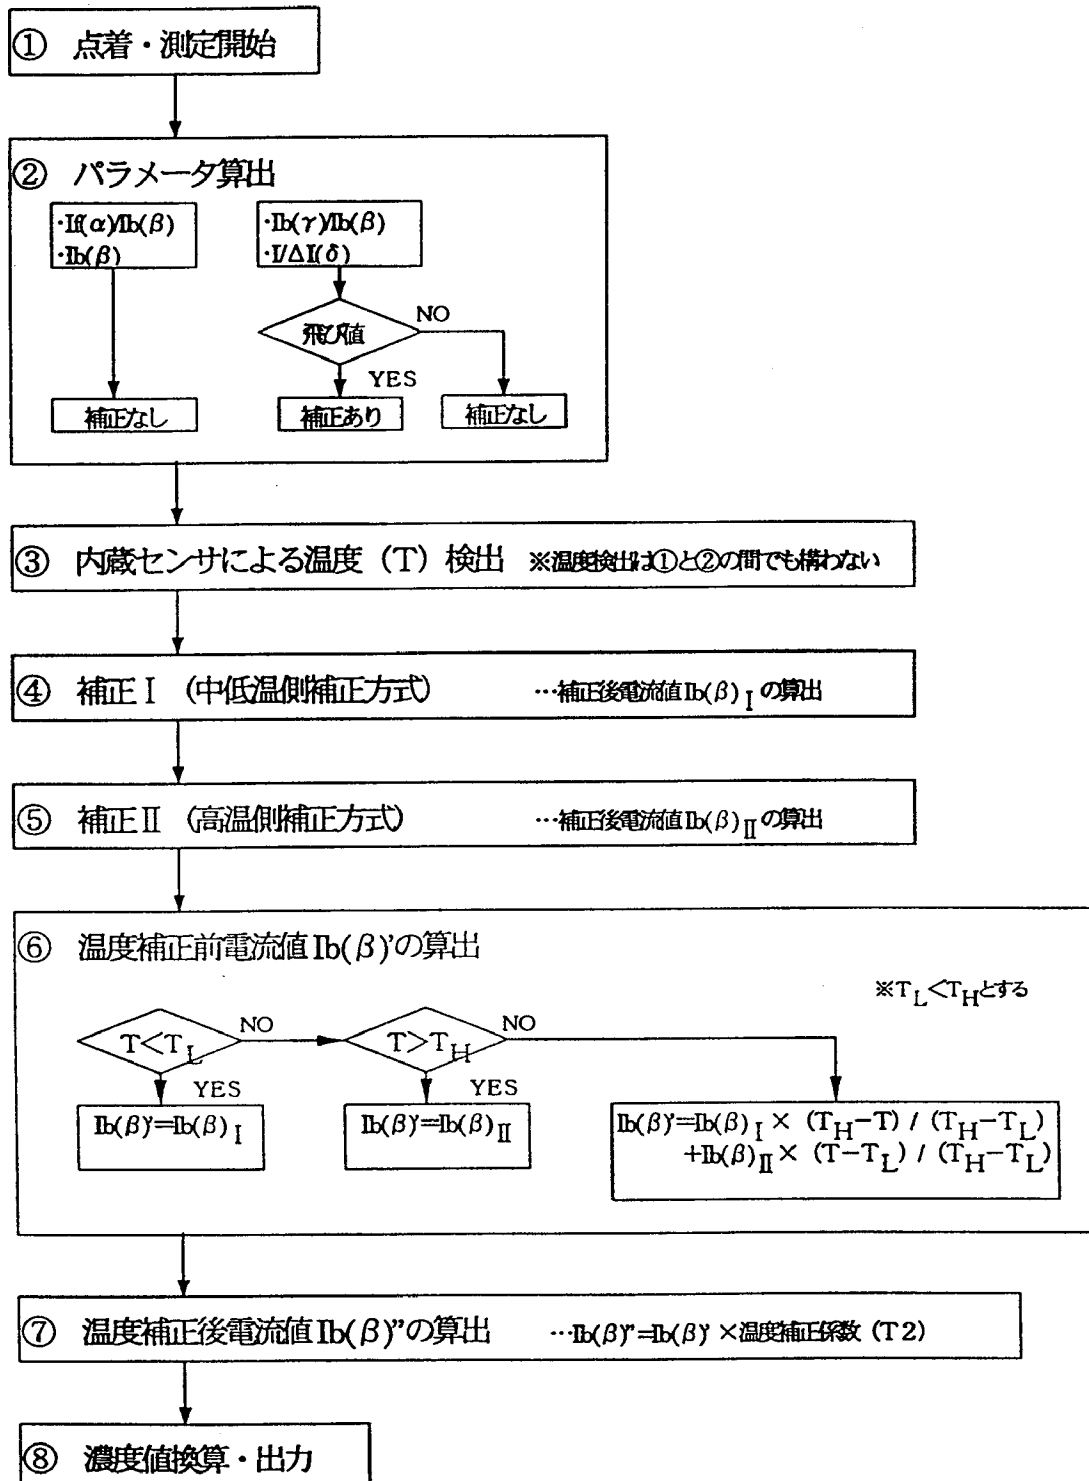 ① 点着・測定開始
② パラメータ算出
・If(α)/Ib(β)
・Ib(β)
・Ib(γ)/Ib(β)
・I/ΔI(δ)
飛び値
NO
YES
補正なし
補正あり
補正なし
③ 内蔵センサによる温度（T）検出 ※温度検出は①と②の間でも構わない
④ 補正Ⅰ（中低温側補正方式） …補正後電流値Ib(β)Ⅰの算出
⑤ 補正Ⅱ（高温側補正方式） …補正後電流値Ib(β)Ⅱの算出
⑥ 温度補正前電流値Ib(β)'の算出
※TL<THとする
T<TL
NO
T>TH
NO
YES
YES
Ib(β)'=Ib(β)Ⅰ
Ib(β)'=Ib(β)Ⅱ
Ib(β)'=Ib(β)Ⅰ×（TH−T）/（TH−TL）
+Ib(β)Ⅱ×（T−TL）/（TH−TL）
⑦ 温度補正後電流値Ib(β)"の算出 …Ib(β)"=Ib(β)'×温度補正係数（T2）
⑧ 濃度値換算・出力